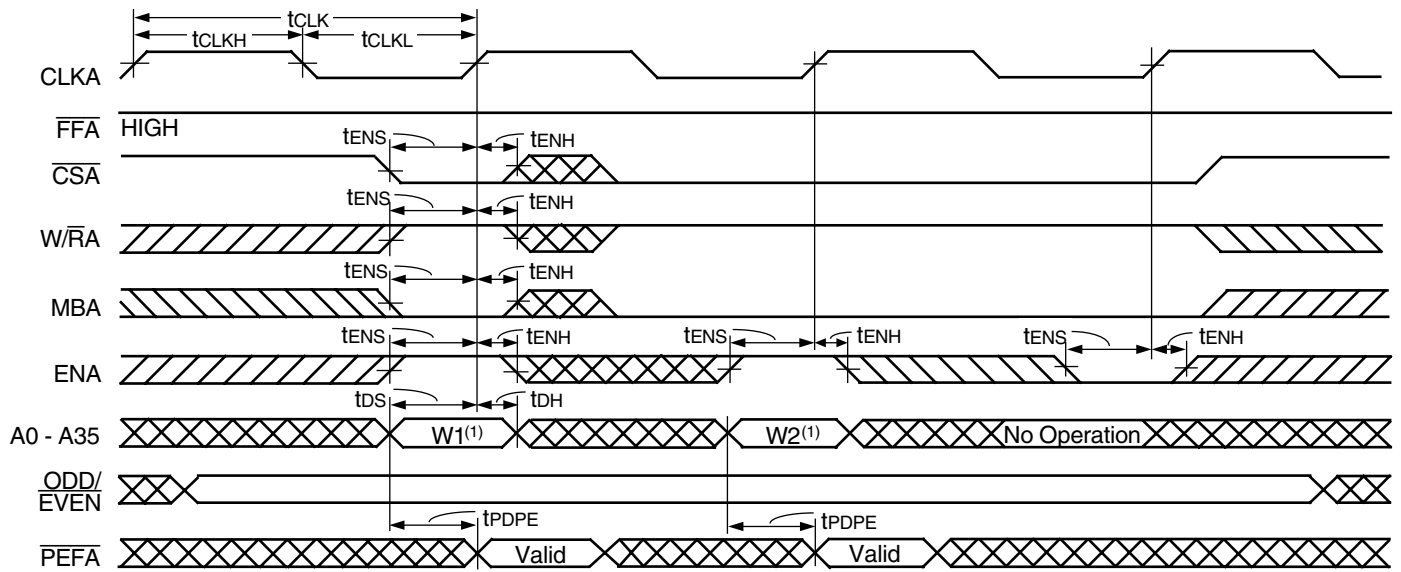 tCLK
tCLKH tCLKL
CLKA
FFA HIGH
tENS tENH
CSA
tENS tENH
W/RA
tENS tENH
MBA
tENS tENH tENS tENH tENS tENH
ENA
tDS tDH
A0 - A35 W1(1) W2(1) No Operation
ODD/
EVEN
tPDPE tPDPE
PEFA Valid Valid